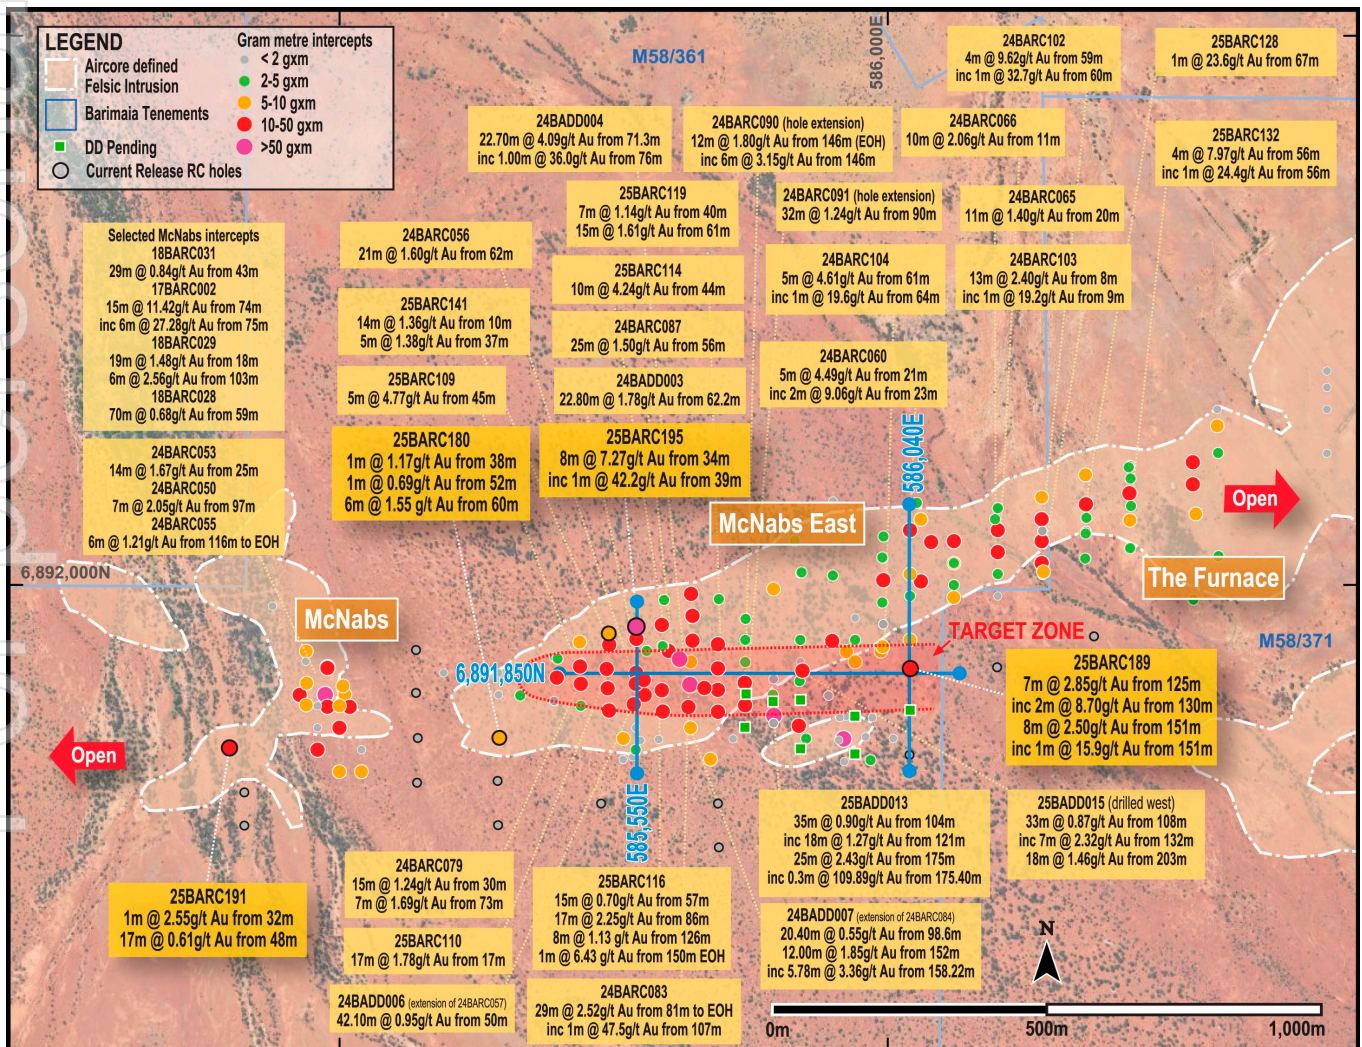 LEGEND
Aircore defined
Felsic Intrusion
Barimaia Tenements
DD Pending
Current Release RC holes
Gram metre intercepts
< 2 gxm
2-5 gxm
5-10 gxm
10-50 gxm
>50 gxm
M58/361
586,000E
24BARC102
4m @ 9.62g/t Au from 59m
inc 1m @ 32.7g/t Au from 60m
25BARC128
1m @ 23.6g/t Au from 67m
24BADD004
22.70m @ 4.09g/t Au from 71.3m
inc 1.00m @ 36.0g/t Au from 76m
24BARC090 (hole extension)
12m @ 1.80g/t Au from 146m (EOH)
inc 6m @ 3.15g/t Au from 146m
24BARC066
10m @ 2.06g/t Au from 11m
25BARC132
4m @ 7.97g/t Au from 56m
inc 1m @ 24.4g/t Au from 56m
25BARC119
7m @ 1.14g/t Au from 40m
15m @ 1.61g/t Au from 61m
24BARC091 (hole extension)
32m @ 1.24g/t Au from 90m
24BARC065
11m @ 1.40g/t Au from 20m
Selected McNabs intercepts
18BARC031
29m @ 0.84g/t Au from 43m
17BARC002
15m @ 11.42g/t Au from 74m
inc 6m @ 27.28g/t Au from 75m
18BARC029
19m @ 1.48g/t Au from 18m
6m @ 2.56g/t Au from 103m
18BARC028
70m @ 0.68g/t Au from 59m
24BARC056
21m @ 1.60g/t Au from 62m
25BARC114
10m @ 4.24g/t Au from 44m
24BARC104
5m @ 4.61g/t Au from 61m
inc 1m @ 19.6g/t Au from 64m
24BARC103
13m @ 2.40g/t Au from 8m
inc 1m @ 19.2g/t Au from 9m
25BARC141
14m @ 1.36g/t Au from 10m
5m @ 1.38g/t Au from 37m
24BARC087
25m @ 1.50g/t Au from 56m
24BARC060
5m @ 4.49g/t Au from 21m
inc 2m @ 9.06g/t Au from 23m
25BARC109
5m @ 4.77g/t Au from 45m
24BADD003
22.80m @ 1.78g/t Au from 62.2m
24BARC053
14m @ 1.67g/t Au from 25m
24BARC050
7m @ 2.05g/t Au from 97m
24BARC055
6m @ 1.21g/t Au from 116m to EOH
25BARC180
1m @ 1.17g/t Au from 38m
1m @ 0.69g/t Au from 52m
6m @ 1.55 g/t Au from 60m
25BARC195
8m @ 7.27g/t Au from 34m
inc 1m @ 42.2g/t Au from 39m
586,040E
McNabs East
Open
6,892,000N
The Furnace
McNabs
TARGET ZONE
M58/371
6,891,850N
25BARC189
7m @ 2.85g/t Au from 125m
inc 2m @ 8.70g/t Au from 130m
8m @ 2.50g/t Au from 151m
inc 1m @ 15.9g/t Au from 151m
Open
585,550E
25BADD013
35m @ 0.90g/t Au from 104m
inc 18m @ 1.27g/t Au from 121m
25m @ 2.43g/t Au from 175m
inc 0.3m @ 109.89g/t Au from 175.40m
25BADD015 (drilled west)
33m @ 0.87g/t Au from 108m
inc 7m @ 2.32g/t Au from 132m
18m @ 1.46g/t Au from 203m
25BARC191
1m @ 2.55g/t Au from 32m
17m @ 0.61g/t Au from 48m
24BARC079
15m @ 1.24g/t Au from 30m
7m @ 1.69g/t Au from 73m
25BARC116
15m @ 0.70g/t Au from 57m
17m @ 2.25g/t Au from 86m
8m @ 1.13 g/t Au from 126m
1m @ 6.43 g/t Au from 150m EOH
24BADD007 (extension of 24BARC084)
20.40m @ 0.55g/t Au from 98.6m
12.00m @ 1.85g/t Au from 152m
inc 5.78m @ 3.36g/t Au from 158.22m
25BARC110
17m @ 1.78g/t Au from 17m
24BADD006 (extension of 24BARC057)
42.10m @ 0.95g/t Au from 50m
24BARC083
29m @ 2.52g/t Au from 81m to EOH
inc 1m @ 47.5g/t Au from 107m
N
0m
500m
1,000m